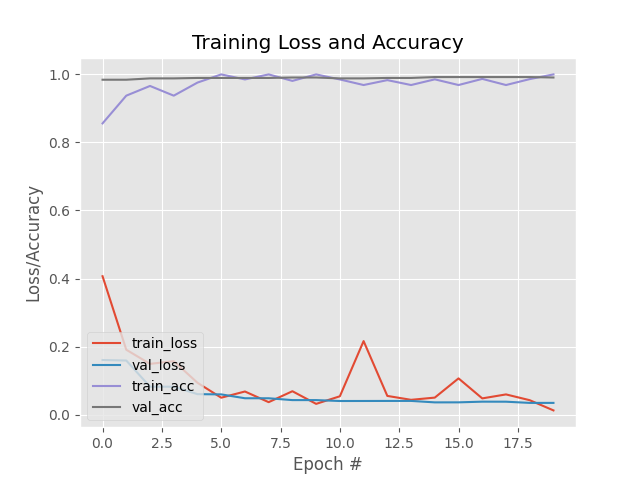 Training Loss and Accuracy
1.0
0.8
0.6
0.4
0.2
0.0
Loss/Accuracy
train_loss
val_loss
train_acc
val_acc
0.0 2.5 5.0 7.5 10.0 12.5 15.0 17.5
Epoch #